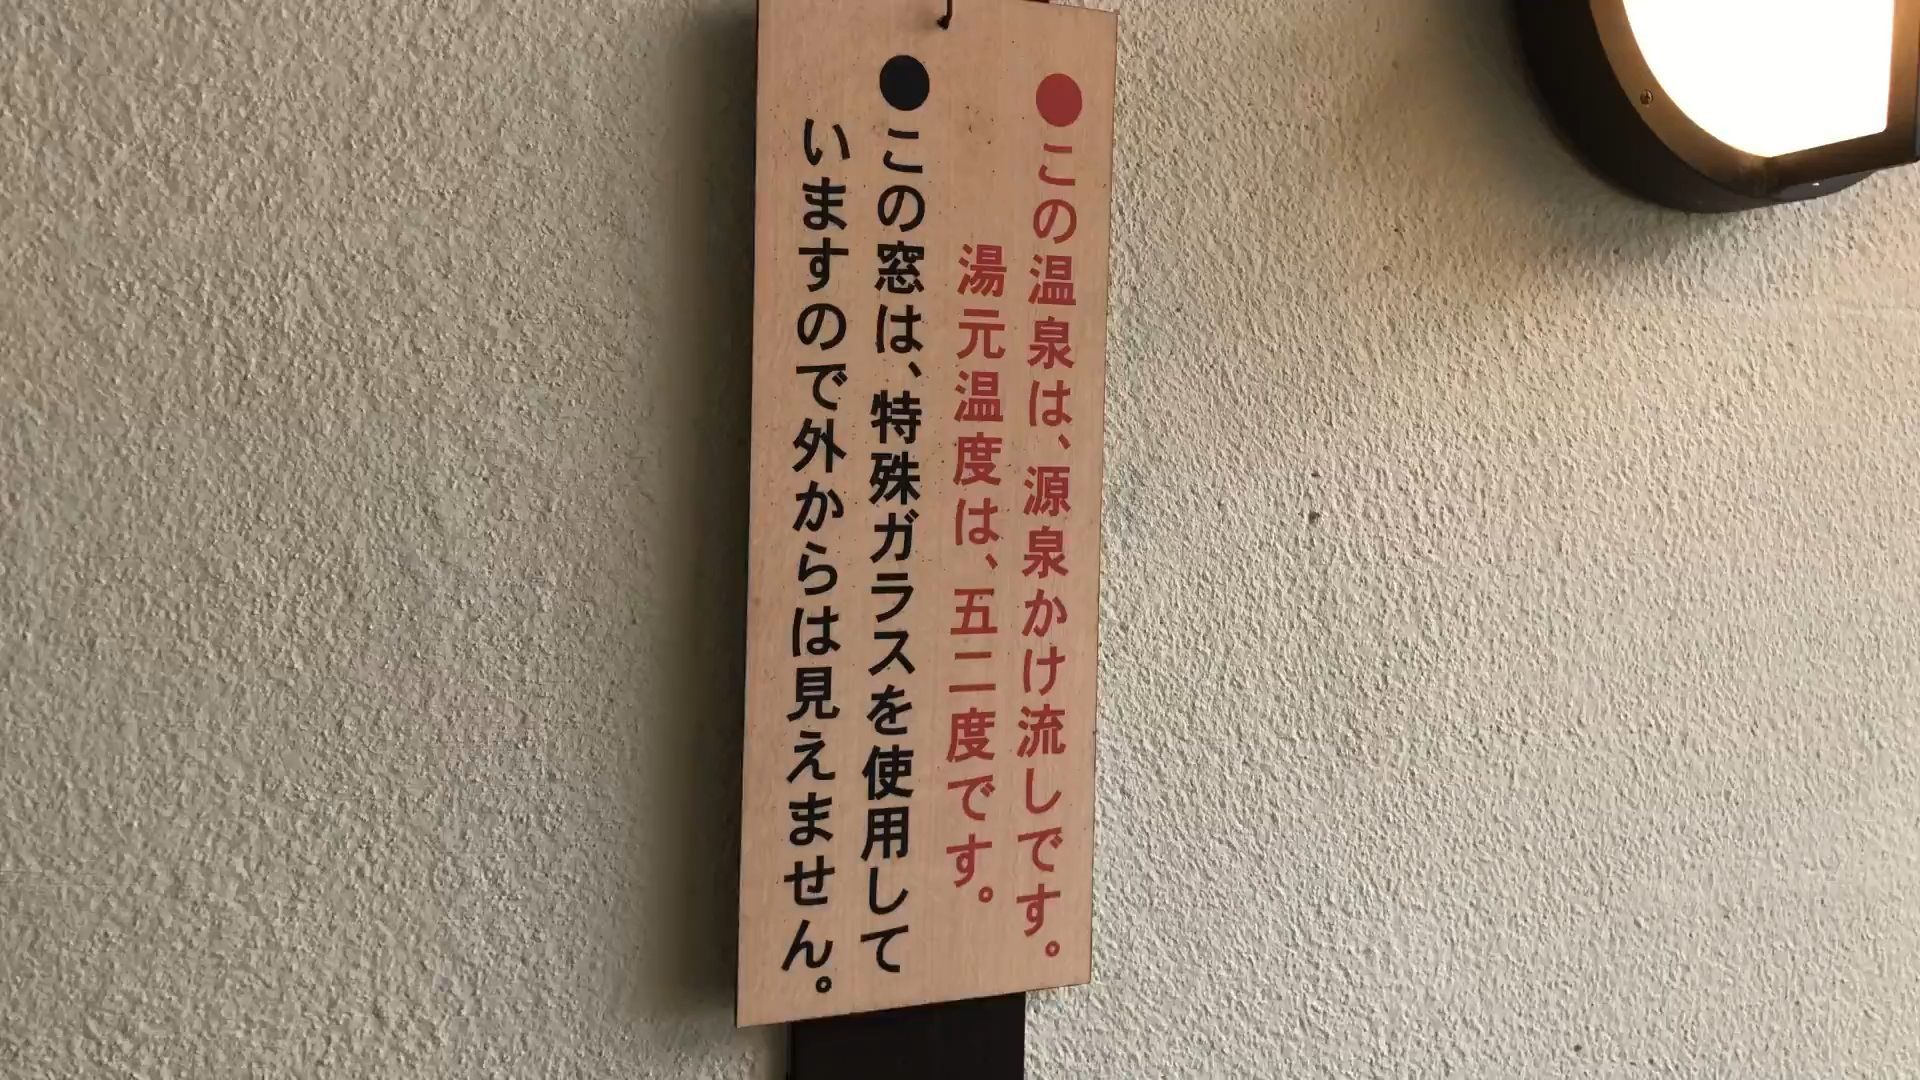 ●この温泉は、源泉かけ流しです。
湯元温度は、五二度です。
●この窓は、特殊ガラスを使用して
いますので外からは見えません。